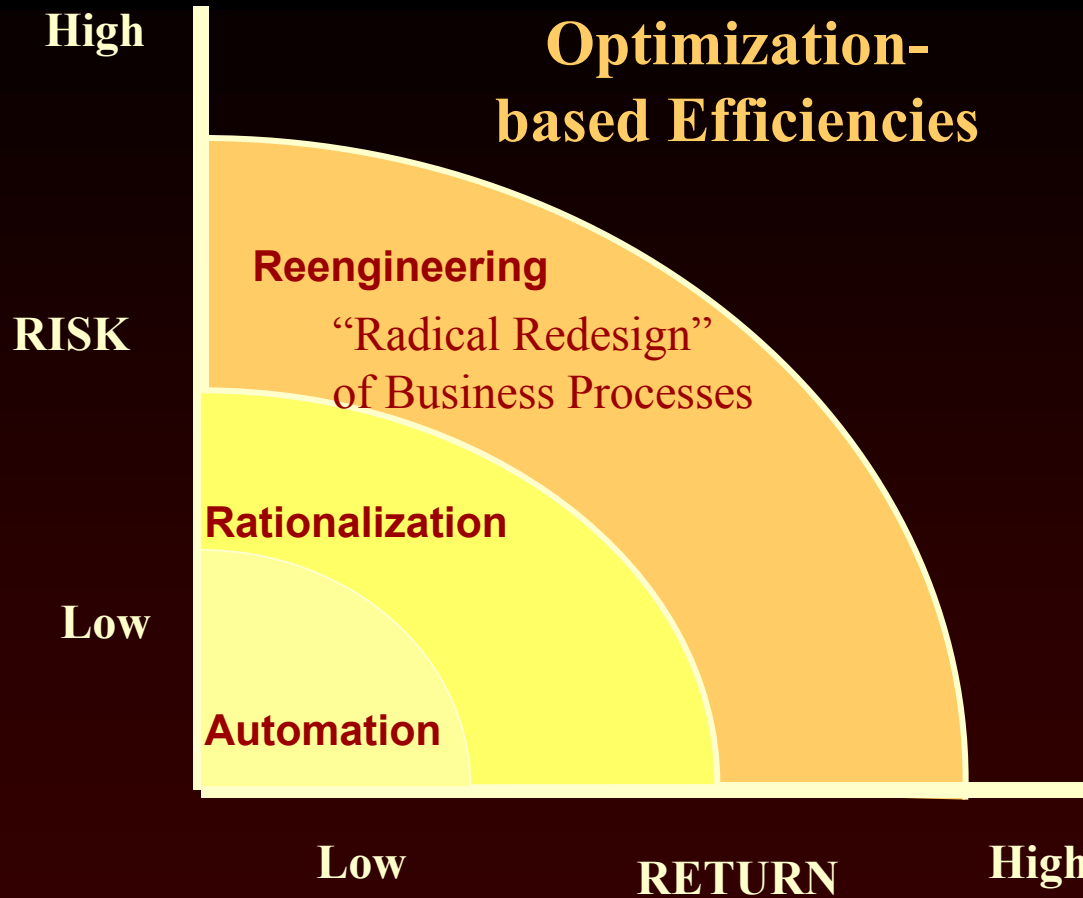 High
Optimization-
based Efficiencies
Reengineering
RISK
“Radical Redesign”
of Business Processes
Rationalization
Low
Automation
Low
RETURN
High